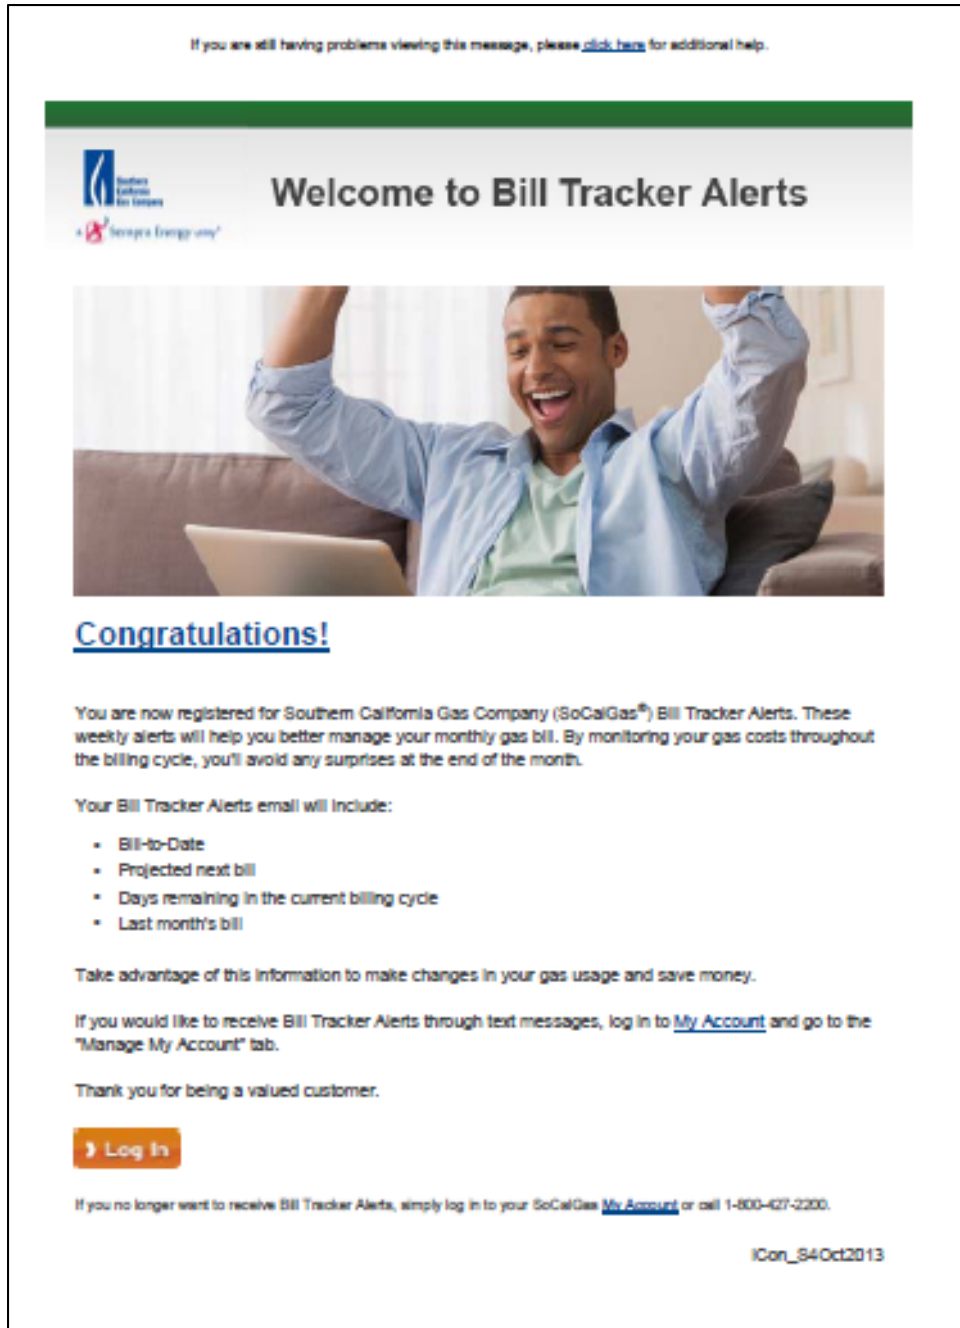 If you are still having problems viewing this message, please click here for additional help.
Southern
California
Gas Company
A Sempra Energy utility®
Welcome to Bill Tracker Alerts
Congratulations!
You are now registered for Southern California Gas Company (SoCalGas®) Bill Tracker Alerts. These
weekly alerts will help you better manage your monthly gas bill. By monitoring your gas costs throughout
the billing cycle, you'll avoid any surprises at the end of the month.
Your Bill Tracker Alerts email will include:
▪ Bill-to-Date
▪ Projected next bill
▪ Days remaining in the current billing cycle
▪ Last month's bill
Take advantage of this information to make changes in your gas usage and save money.
If you would like to receive Bill Tracker Alerts through text messages, log in to My Account and go to the
"Manage My Account" tab.
Thank you for being a valued customer.
Log In
If you no longer want to receive Bill Tracker Alerts, simply log in to your SoCalGas My Account or call 1-800-427-2200.
ICon_S4Oct2013